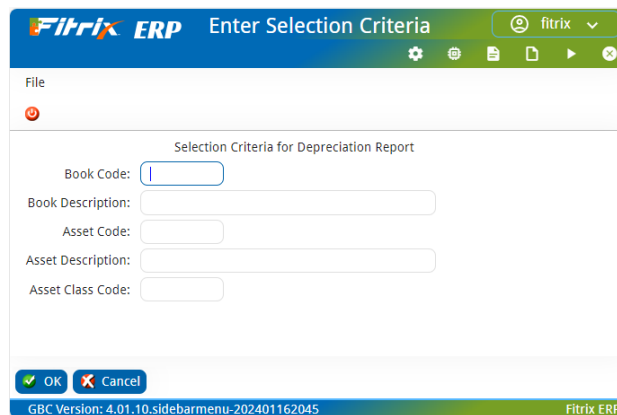 Fitrix ERP Enter Selection Criteria fitrix
File
Selection Criteria for Depreciation Report
Book Code:
Book Description:
Asset Code:
Asset Description:
Asset Class Code:
OK Cancel
GBC Version: 4.01.10.sidebarmenu-202401162045 Fitrix ERP